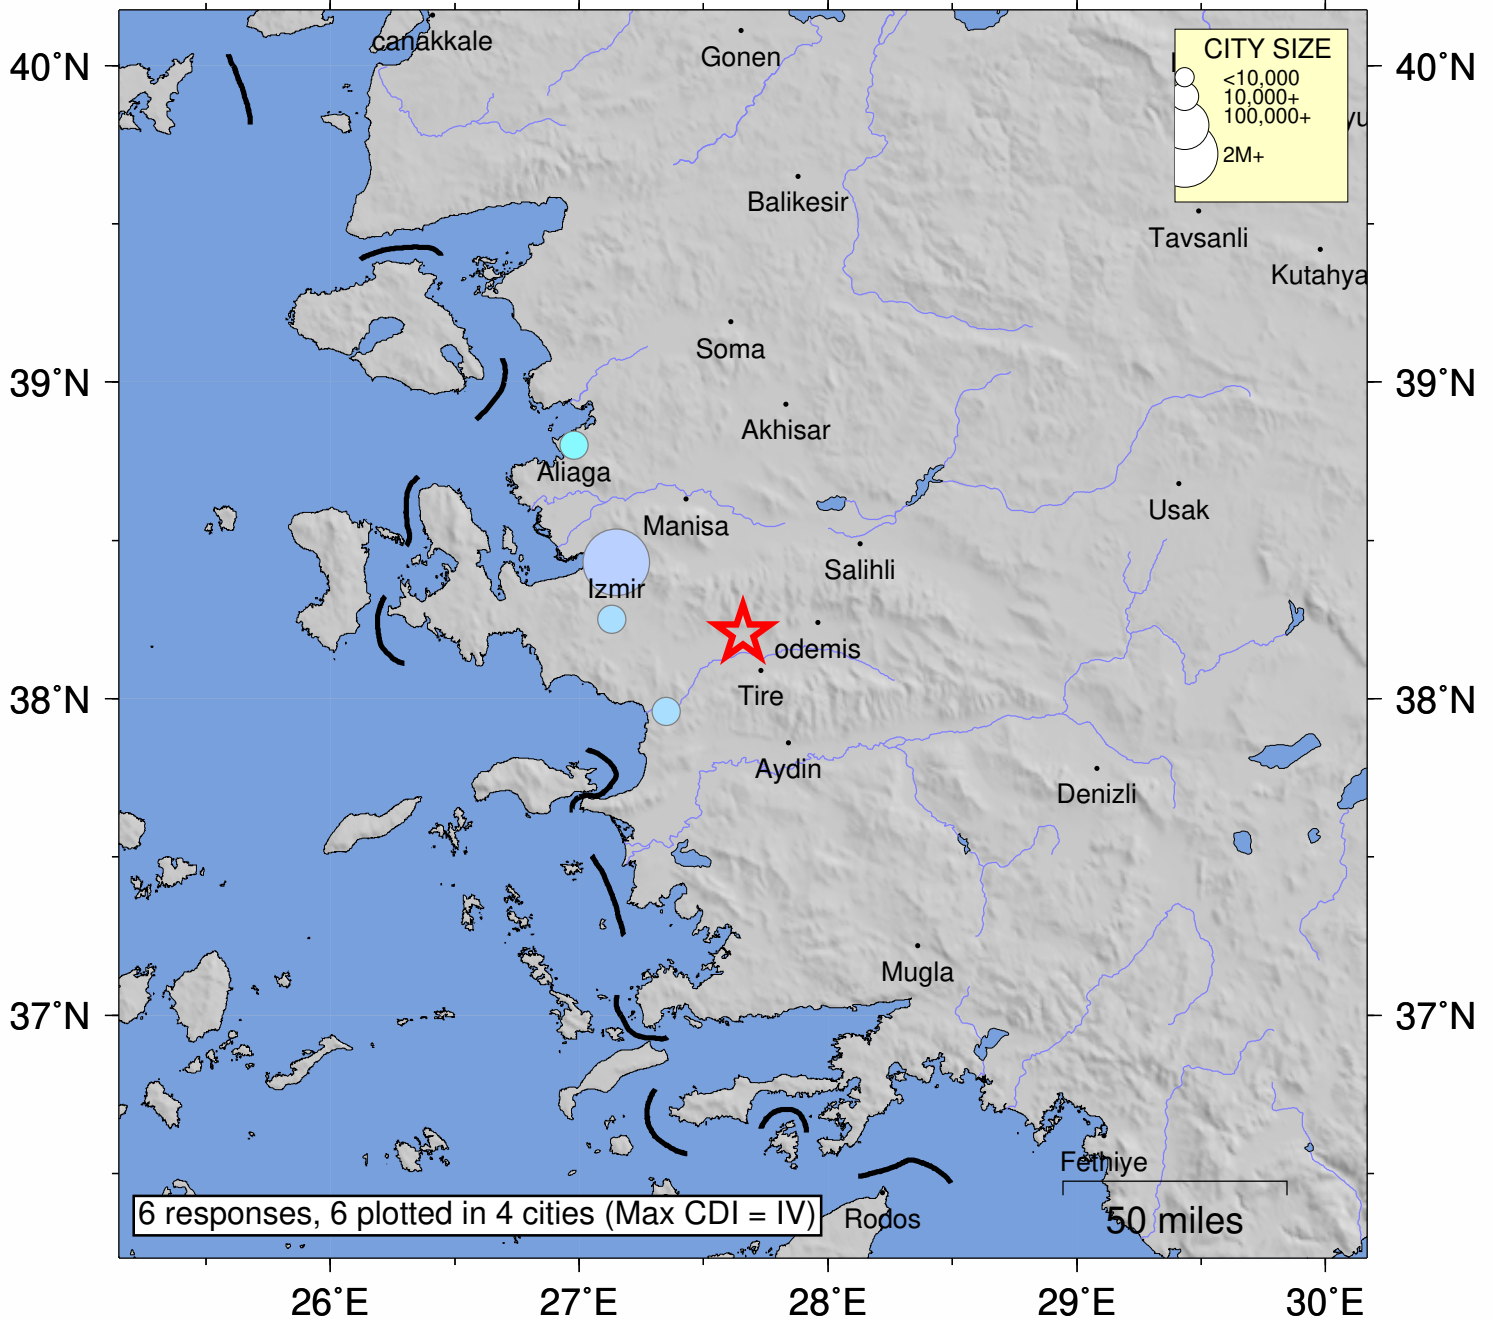 canakkale
Gonen
CITY SIZE
<10,000
10,000+
100,000+
2M+
40°N
40°N
yu
Balikesir
Tavsanli
Kutahya
Soma
39°N
39°N
Akhisar
Aliaga
Manisa
Usak
Salihli
Izmir
odemis
Tire
38°N
38°N
Aydin
Denizli
Mugla
37°N
37°N
Fethiye
50 miles
Rodos
6 responses, 6 plotted in 4 cities (Max CDI = IV)
26°E
27°E
28°E
29°E
30°E